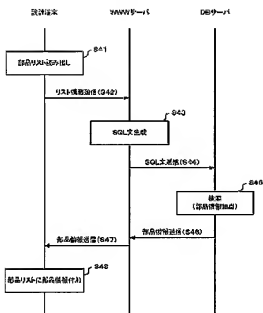 設計端末
WWWサーバ
DBサーバ
S41
部品リスト読み出し
リスト情報送信(S42)
S43
SQL文生成
SQL文送信(S44)
S45
検索
(部品情報抽出)
部品情報送信(S46)
部品情報送信(S47)
S48
部品リストに部品情報付加